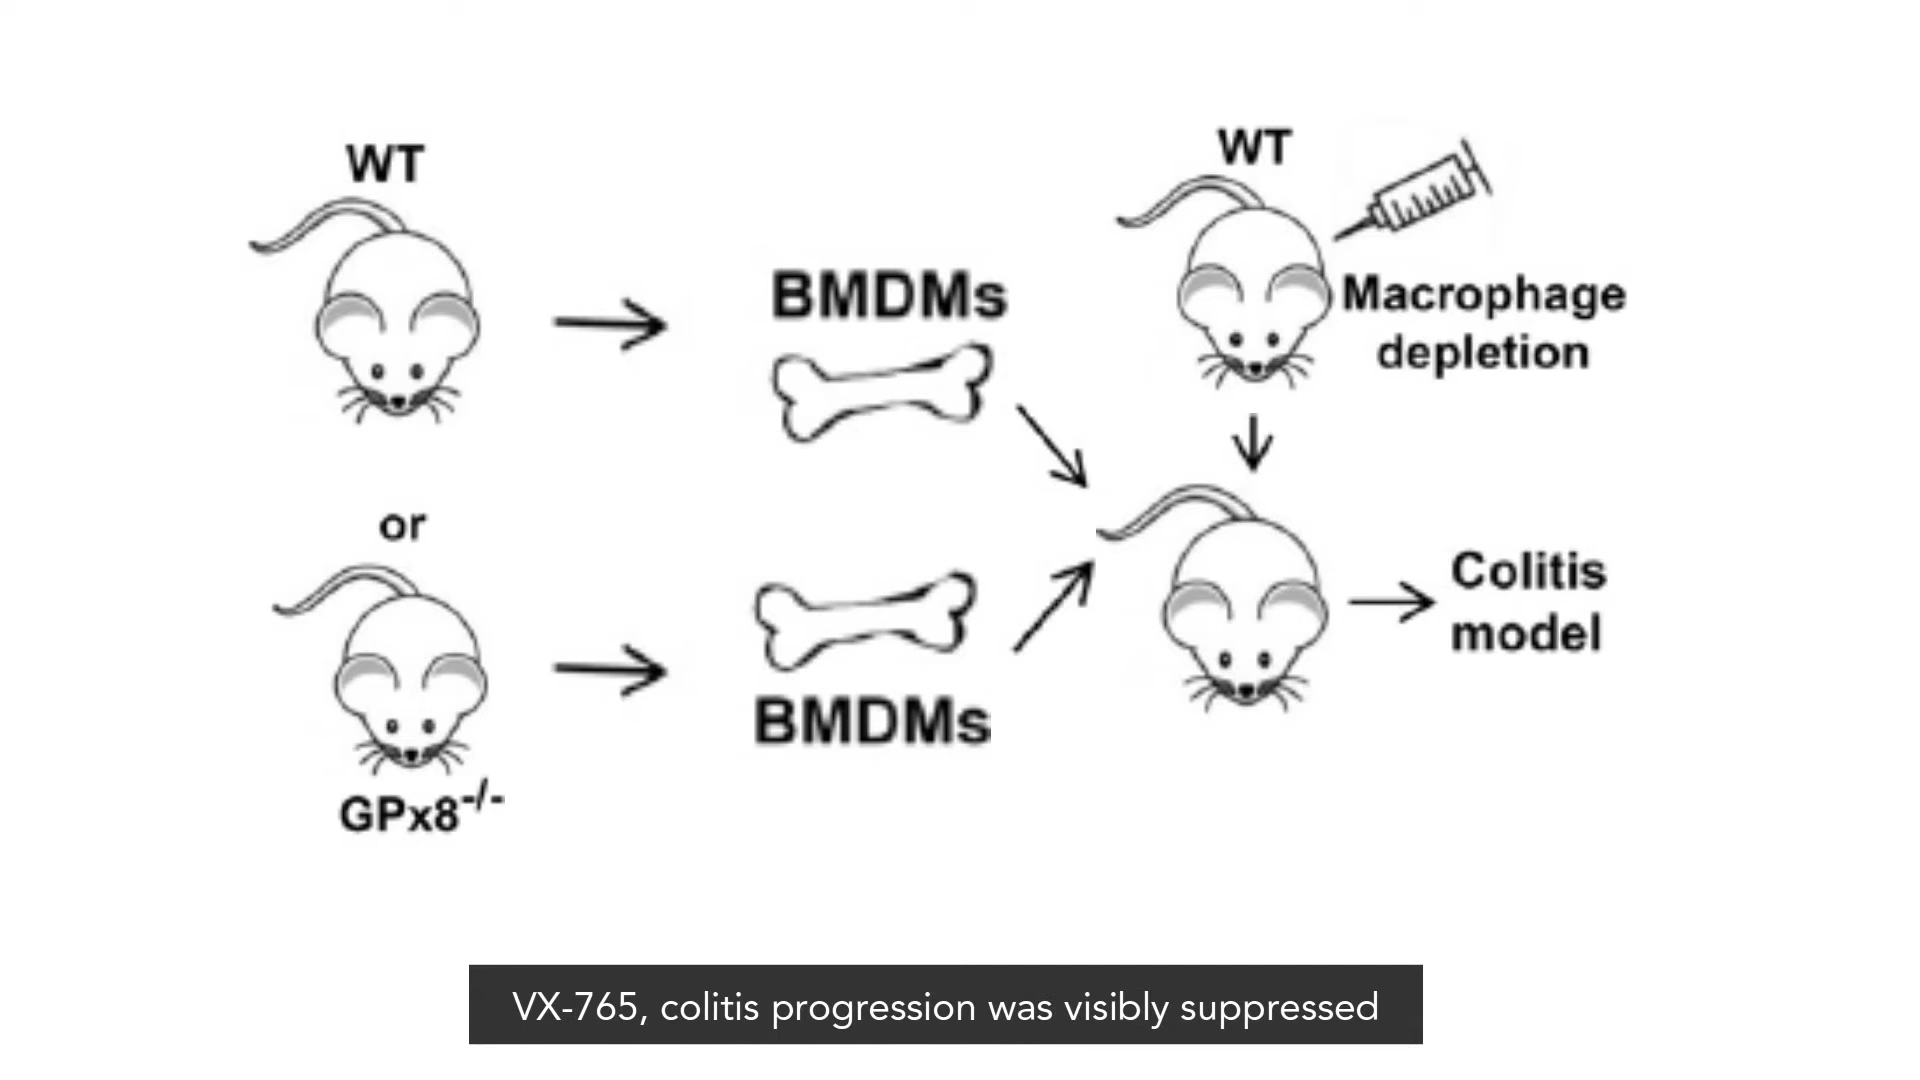 WT
BMDMs
or
BMDMs
GPx8-/-
WT
Macrophage
depletion
Colitis
model
VX-765, colitis progression was visibly suppressed